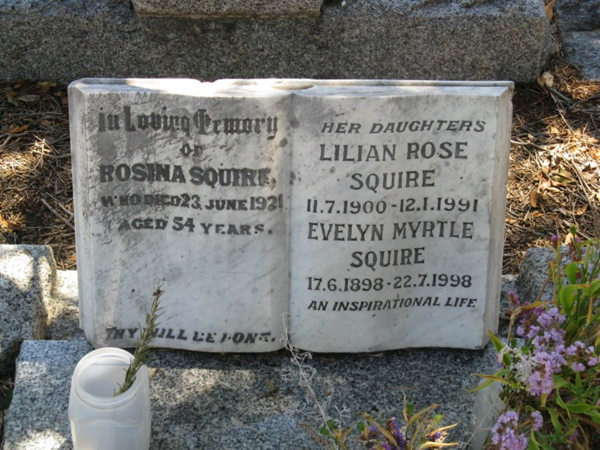 In Loving Memory
OF
ROSINA SQUIRE,
WHO DIED 23 JUNE 1921
AGED 54 YEARS.
THY WILL BE DONE.
HER DAUGHTERS
LILIAN ROSE
SQUIRE
11.7.1900 - 12.1.1991
EVELYN MYRTLE
SQUIRE
17.6.1898 - 22.7.1998
AN INSPIRATIONAL LIFE